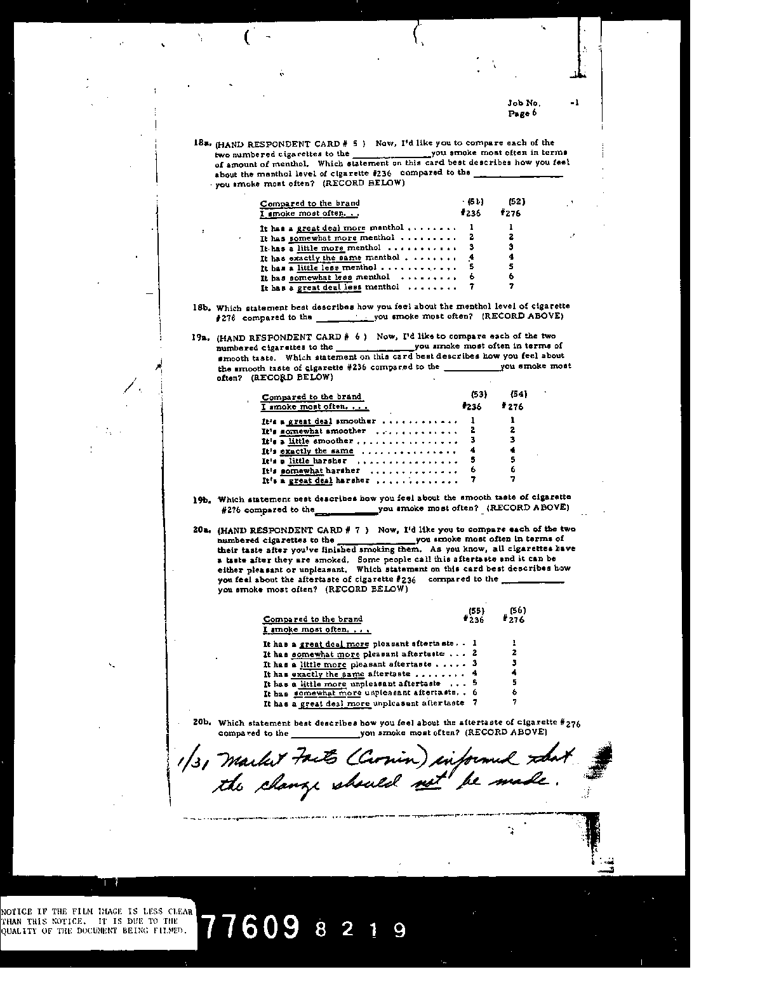 Job No. -1
Page 6
18a. (HAND RESPONDENT CARD # 5 ) Now, I'd like you to compare each of the
two numbered cigarettes to the ____________ you smoke most often in terms
of amount of menthol. Which statement on this card best describes how you feel
about the menthol level of cigarette #236 compared to the ____________
you smoke most often? (RECORD BELOW)
Compared to the brand (51) (52)
I smoke most often. . . #236 #276
It has a great deal more menthol ........ 1 1
It has somewhat more menthol ......... 2 2
It has a little more menthol ........... 3 3
It has exactly the same menthol ........ 4 4
It has a little less menthol ............ 5 5
It has somewhat less menthol ......... 6 6
It has a great deal less menthol ........ 7 7
18b. Which statement best describes how you feel about the menthol level of cigarette
#276 compared to the ____________ you smoke most often? (RECORD ABOVE)
19a. (HAND RESPONDENT CARD # 6 ) Now, I'd like to compare each of the two
numbered cigarettes to the ____________ you smoke most often in terms of
smooth taste. Which statement on this card best describes how you feel about
the smooth taste of cigarette #236 compared to the ____________ you smoke most
often? (RECORD BELOW)
Compared to the brand (53) (54)
I smoke most often. . . . #236 #276
It's a great deal smoother ............ 1 1
It's somewhat smoother ............. 2 2
It's a little smoother ................ 3 3
It's exactly the same ............... 4 4
It's a little harsher ................ 5 5
It's somewhat harsher .............. 6 6
It's a great deal harsher ............. 7 7
19b. Which statement best describes how you feel about the smooth taste of cigarette
#276 compared to the ____________ you smoke most often? (RECORD ABOVE)
20a. (HAND RESPONDENT CARD # 7 ) Now, I'd like you to compare each of the two
numbered cigarettes to the ____________ you smoke most often in terms of
their taste after you've finished smoking them. As you know, all cigarettes have
a taste after they are smoked. Some people call this aftertaste and it can be
either pleasant or unpleasant. Which statement on this card best describes how
you feel about the aftertaste of cigarette #236 compared to the ____________
you smoke most often? (RECORD BELOW)
(55) (56)
Compared to the brand #236 #276
I smoke most often. . . .
It has a great deal more pleasant aftertaste . . 1 1
It has somewhat more pleasant aftertaste . . . 2 2
It has a little more pleasant aftertaste . . . . . 3 3
It has exactly the same aftertaste ........ 4 4
It has a little more unpleasant aftertaste . . . 5 5
It has somewhat more unpleasant aftertaste. . 6 6
It has a great deal more unpleasant aftertaste 7 7
20b. Which statement best describes how you feel about the aftertaste of cigarette #276
compared to the ____________ you smoke most often? (RECORD ABOVE)
1/31 Market Facts (Cronin) informed that
the change should not be made.
NOTICE IF THE FILM IMAGE IS LESS CLEAR
THAN THIS NOTICE. IT IS DUE TO THE
QUALITY OF THE DOCUMENT BEING FILMED.
77609 8219